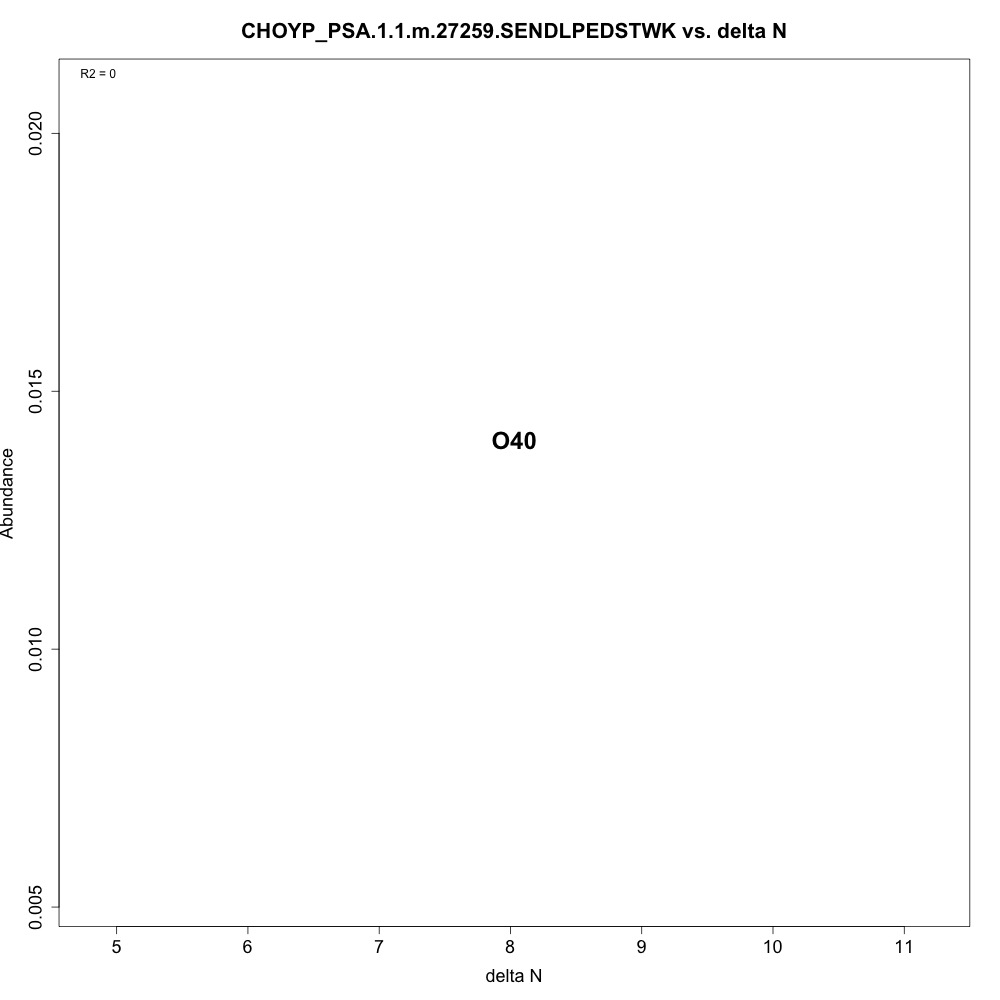 CHOYP_PSA.1.1.m.27259.SENDLPEDSTWK vs. delta N
R2 = 0
0.020
0.015
O40
Abundance
0.010
0.005
5 6 7 8 9 10 11
delta N